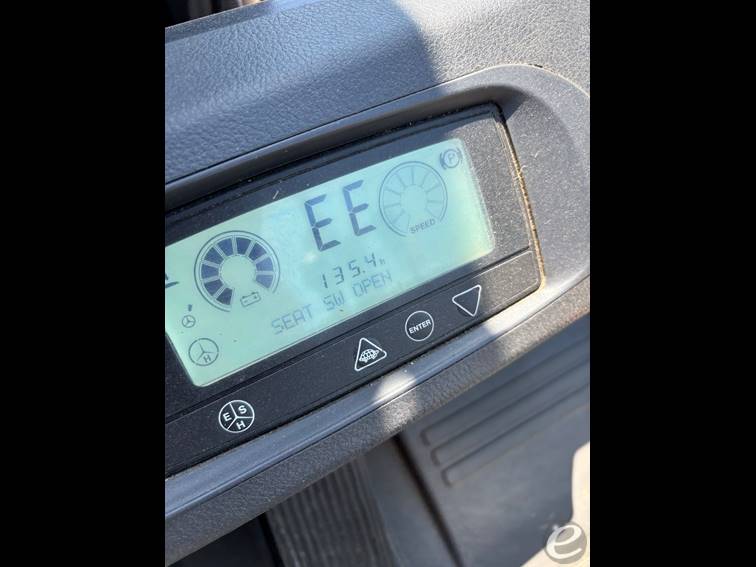 P
EE
SPEED
135.4h
SEAT SW OPEN
H
ENTER
E S
H
e